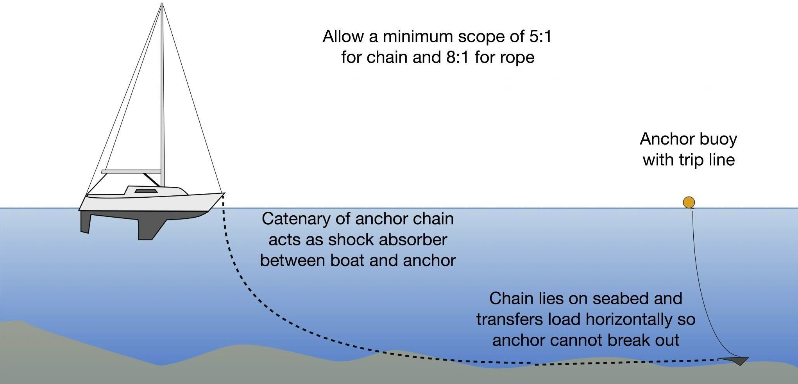 Allow a minimum scope of 5:1
for chain and 8:1 for rope
Anchor buoy
with trip line
Catenary of anchor chain
acts as shock absorber
between boat and anchor
Chain lies on seabed and
transfers load horizontally so
anchor cannot break out